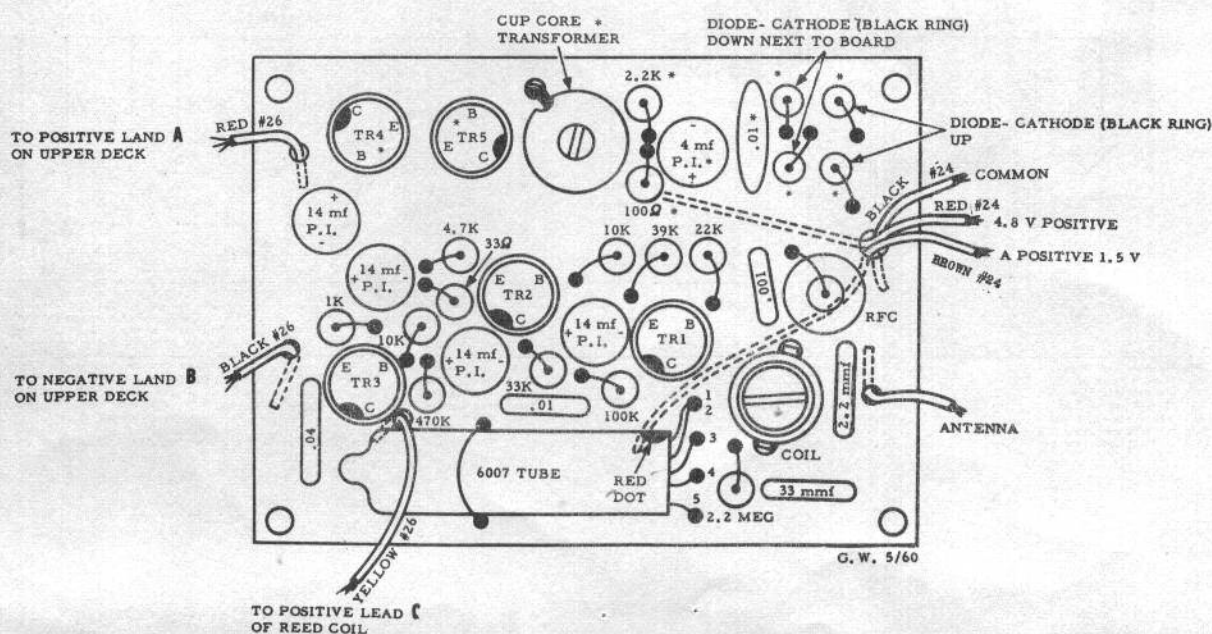 CUP CORE *
TRANSFORMER
DIODE- CATHODE (BLACK RING)
DOWN NEXT TO BOARD
2.2K *
TO POSITIVE LAND A
ON UPPER DECK
RED #26
C
TR4
E
B
*
B
*
TR5
E
C
-
4 mf
P.I.*
+
.01*
*
*
*
*
DIODE- CATHODE (BLACK RING)
UP
BLACK #24
COMMON
RED #24
4.8 V POSITIVE
A POSITIVE 1.5 V
BROWN #24
100Ω *
+
14 mf
P.I.
-
4.7K
33Ω
10K
39K
22K
+
14 mf
-
P.I.
E
B
TR2
C
.001
RFC
1K
10K
BLACK #26
TO NEGATIVE LAND B
ON UPPER DECK
E
B
TR3
C
14 mf
+
-
P.I.
14 mf
+
-
P.I.
E
B
TR1
C
33K
100K
470K
.01
.04
2.2 mmf
ANTENNA
COIL
6007 TUBE
RED
DOT
1
2
3
4
5
2.2 MEG
33 mmf
G.W. 5/60
YELLOW #26
TO POSITIVE LEAD C
OF REED COIL